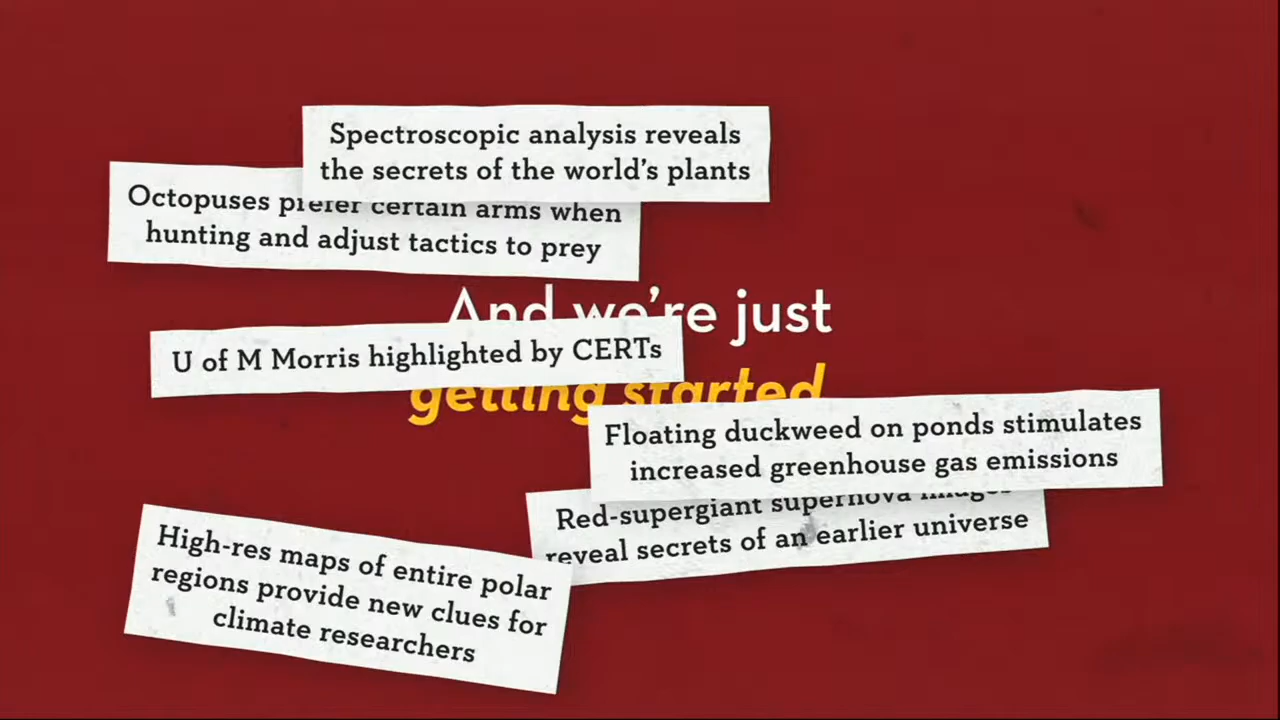 Spectroscopic analysis reveals
the secrets of the world's plants
Octopuses prefer certain arms when
hunting and adjust tactics to prey
And we're just
getting started
U of M Morris highlighted by CERTs
Floating duckweed on ponds stimulates
increased greenhouse gas emissions
Red-supergiant supernova images
reveal secrets of an earlier universe
High-res maps of entire polar
regions provide new clues for
climate researchers